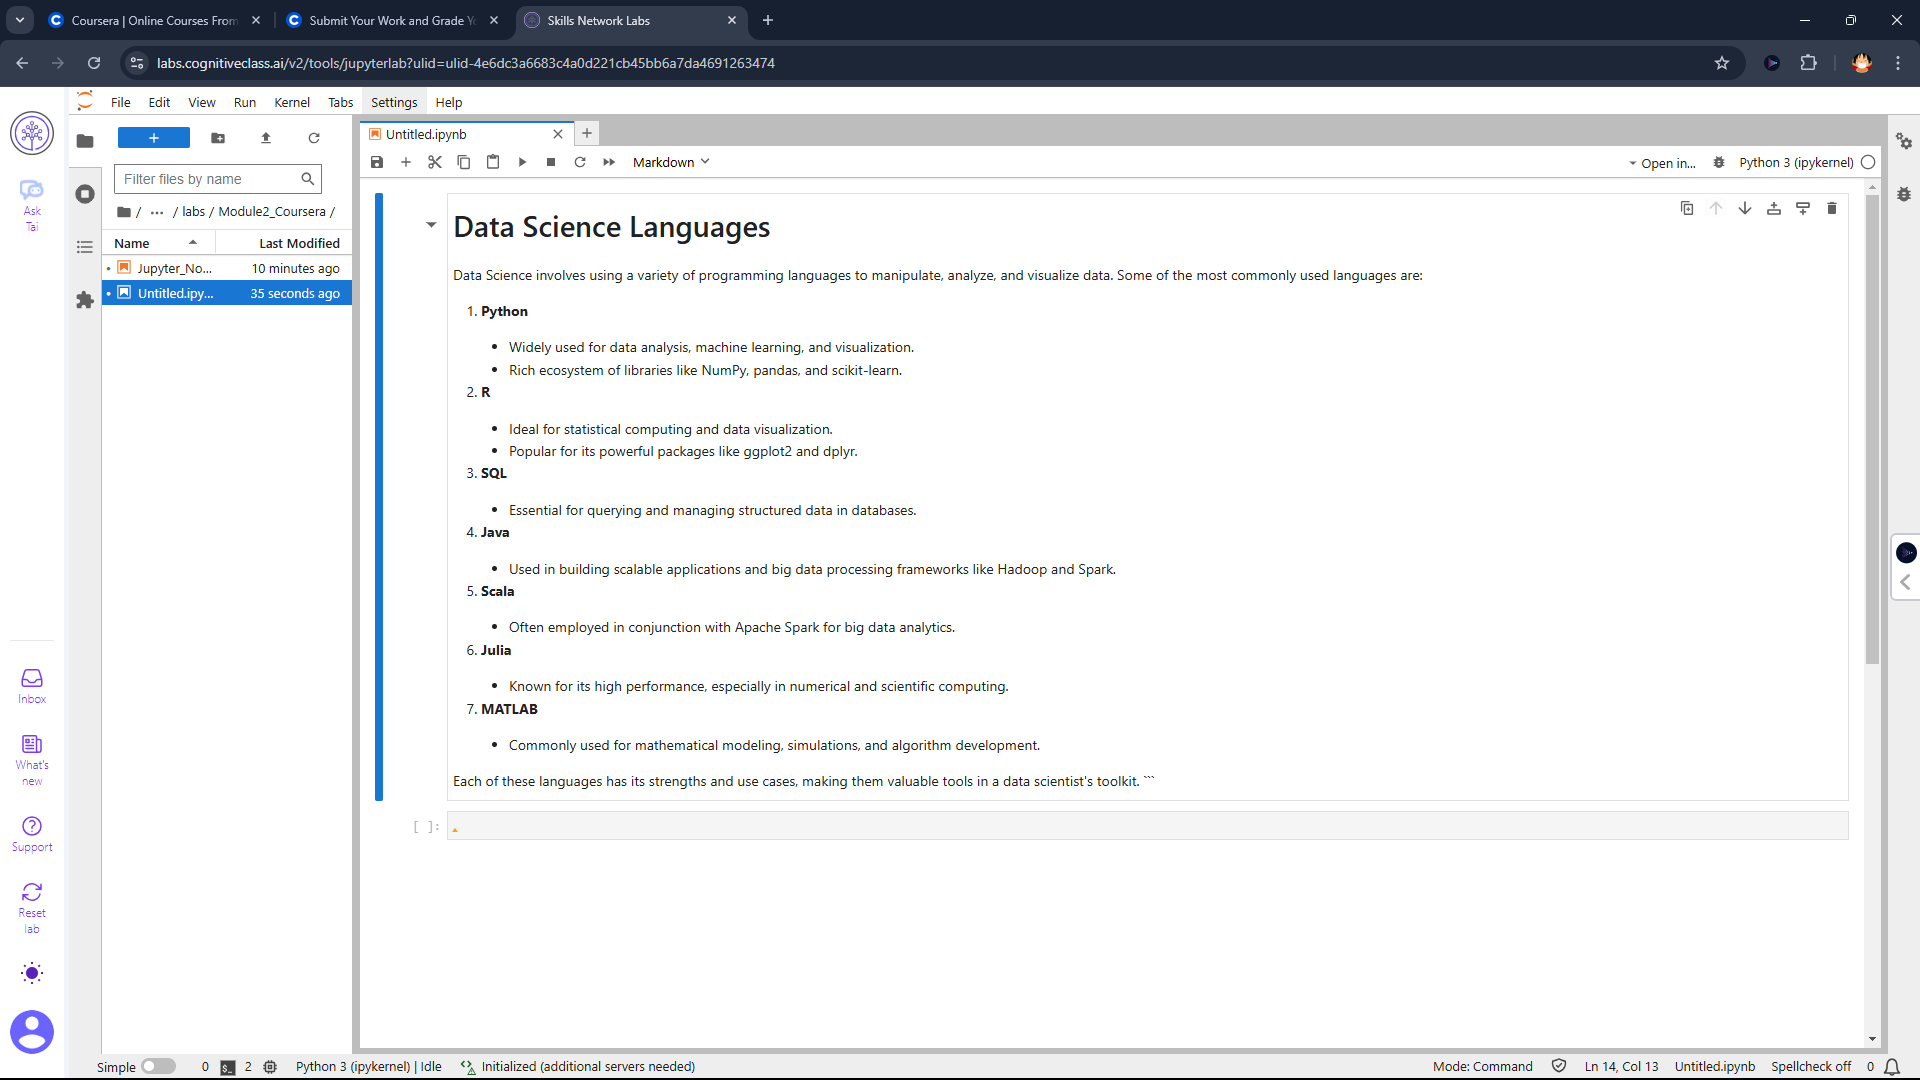 Coursera | Online Courses From
Submit Your Work and Grade Yo
Skills Network Labs
labs.cognitiveclass.ai/v2/tools/jupyterlab?ulid=ulid-4e6dc3a6683c4a0d221cb45bb6a7da4691263474
File Edit View Run Kernel Tabs Settings Help
Untitled.ipynb
Markdown
Open in...
Python 3 (ipykernel)
Filter files by name
/ ... / labs / Module2_Coursera /
Name Last Modified
Jupyter_No... 10 minutes ago
Untitled.ipy... 35 seconds ago
Ask
Tai
Inbox
What's
new
Support
Reset
lab
Data Science Languages
Data Science involves using a variety of programming languages to manipulate, analyze, and visualize data. Some of the most commonly used languages are:
1. Python
• Widely used for data analysis, machine learning, and visualization.
• Rich ecosystem of libraries like NumPy, pandas, and scikit-learn.
2. R
• Ideal for statistical computing and data visualization.
• Popular for its powerful packages like ggplot2 and dplyr.
3. SQL
• Essential for querying and managing structured data in databases.
4. Java
• Used in building scalable applications and big data processing frameworks like Hadoop and Spark.
5. Scala
• Often employed in conjunction with Apache Spark for big data analytics.
6. Julia
• Known for its high performance, especially in numerical and scientific computing.
7. MATLAB
• Commonly used for mathematical modeling, simulations, and algorithm development.
Each of these languages has its strengths and use cases, making them valuable tools in a data scientist's toolkit. ```
[ ]:
Simple 0 $_ 2 Python 3 (ipykernel) | Idle Initialized (additional servers needed)
Mode: Command Ln 14, Col 13 Untitled.ipynb Spellcheck off 0